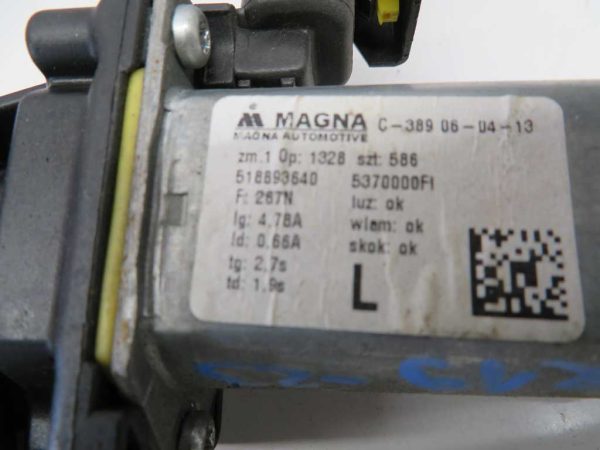 MAGNA C-389 06-04-13
MAGNA AUTOMOTIVE
zm.1 Op: 1328 szt: 586
518893640 5370000FI
F: 267N luz: ok
Ig: 4,78A wlam: ok
Id: 0,66A skok: ok
tg: 2,7s
td: 1,9s
L